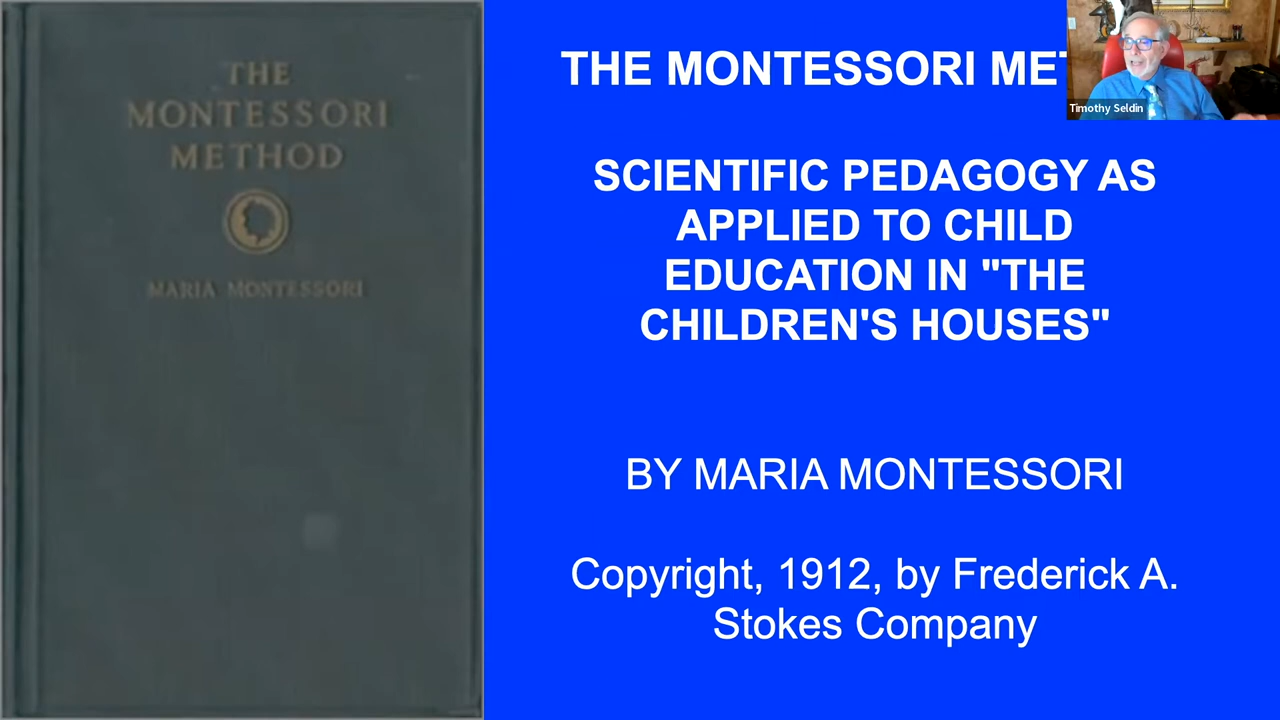 THE
MONTESSORI
METHOD
MARIA MONTESSORI
THE MONTESSORI MET
SCIENTIFIC PEDAGOGY AS
APPLIED TO CHILD
EDUCATION IN "THE
CHILDREN'S HOUSES"
BY MARIA MONTESSORI
Copyright, 1912, by Frederick A.
Stokes Company
Timothy Seldin